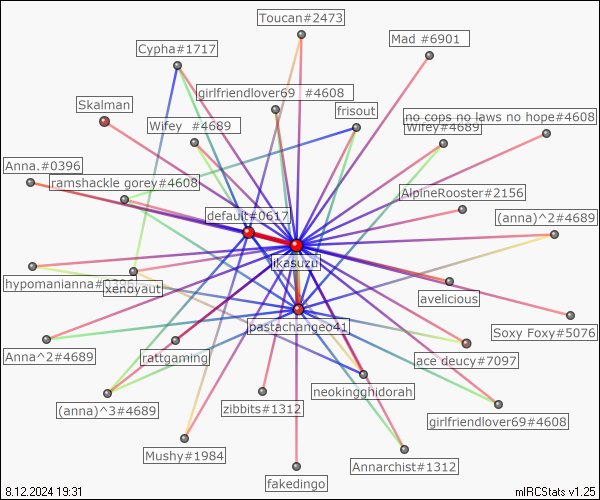 Toucan#2473
Mad #6901
Cypha#1717
girlfriendlover69 #4608
Skalman
frisout
no cops no laws no hope#4608
Wifey #4689
Wifey#4689
Anna.#0396
ramshackle gorey#4608
AlpineRooster#2156
default#0617
(anna)^2#4689
ikasuzu
hypomanianna#0396
xenoyaut
avelicious
pastachangeo41
Soxy Foxy#5076
Anna^2#4689
rattgaming
ace deucy#7097
neokingghidorah
(anna)^3#4689
zibbits#1312
girlfriendlover69#4608
Mushy#1984
Annarchist#1312
fakedingo
8.12.2024 19:31
mIRCStats v1.25